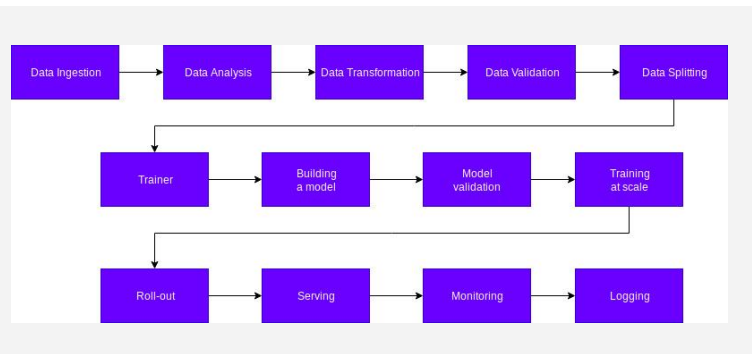 Data Ingestion
Data Analysis
Data Transformation
Data Validation
Data Splitting
Trainer
Building
a model
Model
validation
Training
at scale
Roll-out
Serving
Monitoring
Logging